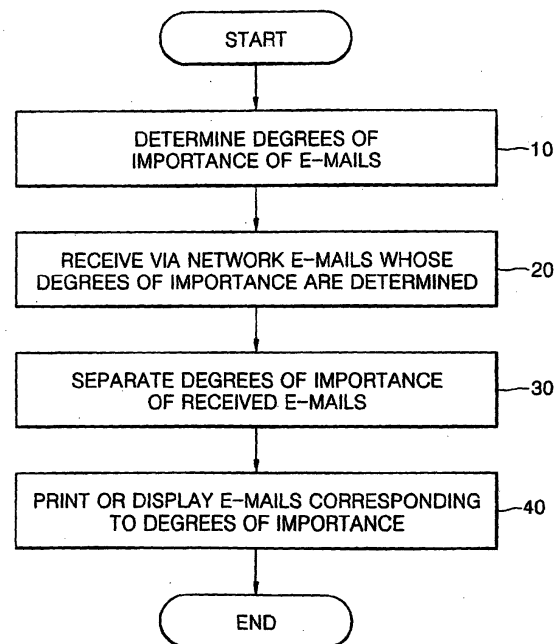 START
DETERMINE DEGREES OF
IMPORTANCE OF E-MAILS
10
RECEIVE VIA NETWORK E-MAILS WHOSE
DEGREES OF IMPORTANCE ARE DETERMINED
20
SEPARATE DEGREES OF IMPORTANCE
OF RECEIVED E-MAILS
30
PRINT OR DISPLAY E-MAILS CORRESPONDING
TO DEGREES OF IMPORTANCE
40
END